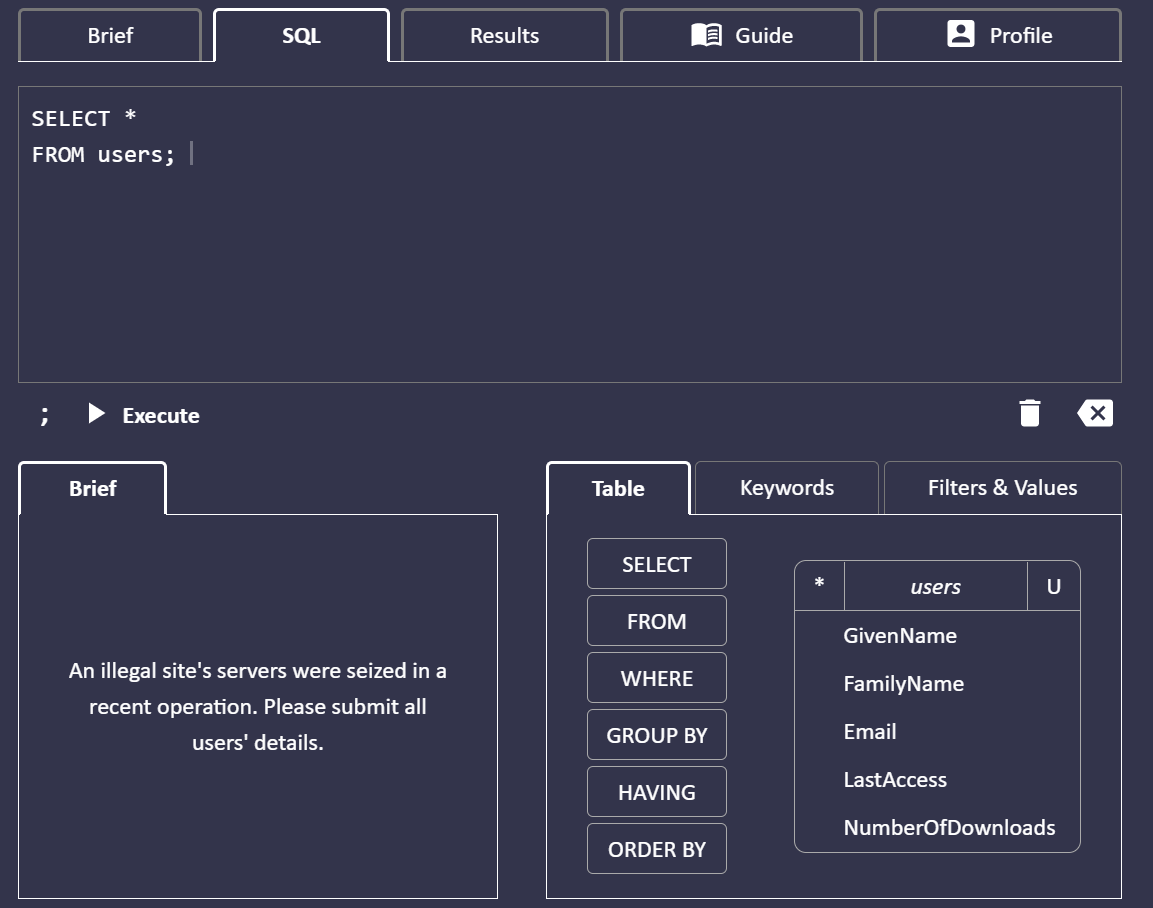 Brief
SQL
Results
Guide
Profile
SELECT *
FROM users;
;
Execute
Brief
An illegal site's servers were seized in a
recent operation. Please submit all
users' details.
Table
Keywords
Filters & Values
SELECT
FROM
WHERE
GROUP BY
HAVING
ORDER BY
* users U
GivenName
FamilyName
Email
LastAccess
NumberOfDownloads